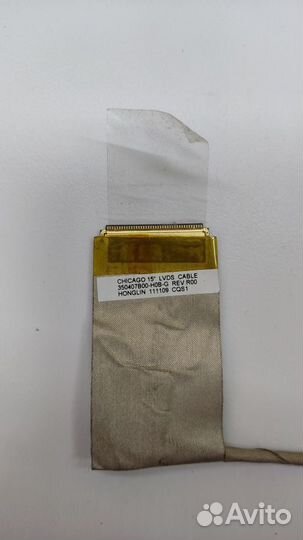 CHICAGO 15" LVDS CABLE
350407B00-H0B-G REV:R00
HONGLIN 111109 CQS1
Avito